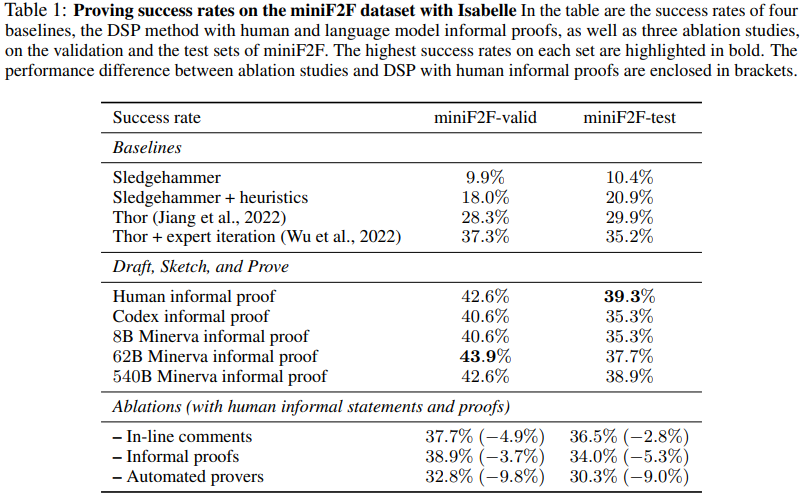 Table 1: Proving success rates on the miniF2F dataset with Isabelle In the table are the success rates of four
baselines, the DSP method with human and language model informal proofs, as well as three ablation studies,
on the validation and the test sets of miniF2F. The highest success rates on each set are highlighted in bold. The
performance difference between ablation studies and DSP with human informal proofs are enclosed in brackets.
Success rate miniF2F-valid miniF2F-test
Baselines
Sledgehammer 9.9% 10.4%
Sledgehammer + heuristics 18.0% 20.9%
Thor (Jiang et al., 2022) 28.3% 29.9%
Thor + expert iteration (Wu et al., 2022) 37.3% 35.2%
Draft, Sketch, and Prove
Human informal proof 42.6% 39.3%
Codex informal proof 40.6% 35.3%
8B Minerva informal proof 40.6% 35.3%
62B Minerva informal proof 43.9% 37.7%
540B Minerva informal proof 42.6% 38.9%
Ablations (with human informal statements and proofs)
– In-line comments 37.7% (−4.9%) 36.5% (−2.8%)
– Informal proofs 38.9% (−3.7%) 34.0% (−5.3%)
– Automated provers 32.8% (−9.8%) 30.3% (−9.0%)